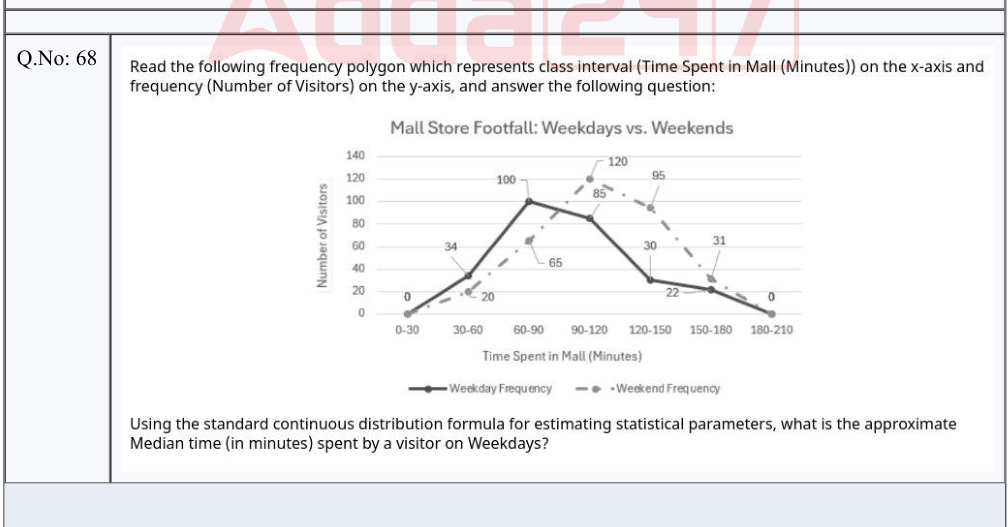 Adda247
Q.No: 68
Read the following frequency polygon which represents class interval (Time Spent in Mall (Minutes)) on the x-axis and
frequency (Number of Visitors) on the y-axis, and answer the following question:
Mall Store Footfall: Weekdays vs. Weekends
Number of Visitors
140
120
100
80
60
40
20
0
0
34
100
85
30
22
0
20
65
120
95
31
0-30
30-60
60-90
90-120
120-150
150-180
180-210
Time Spent in Mall (Minutes)
Weekday Frequency
Weekend Frequency
Using the standard continuous distribution formula for estimating statistical parameters, what is the approximate
Median time (in minutes) spent by a visitor on Weekdays?